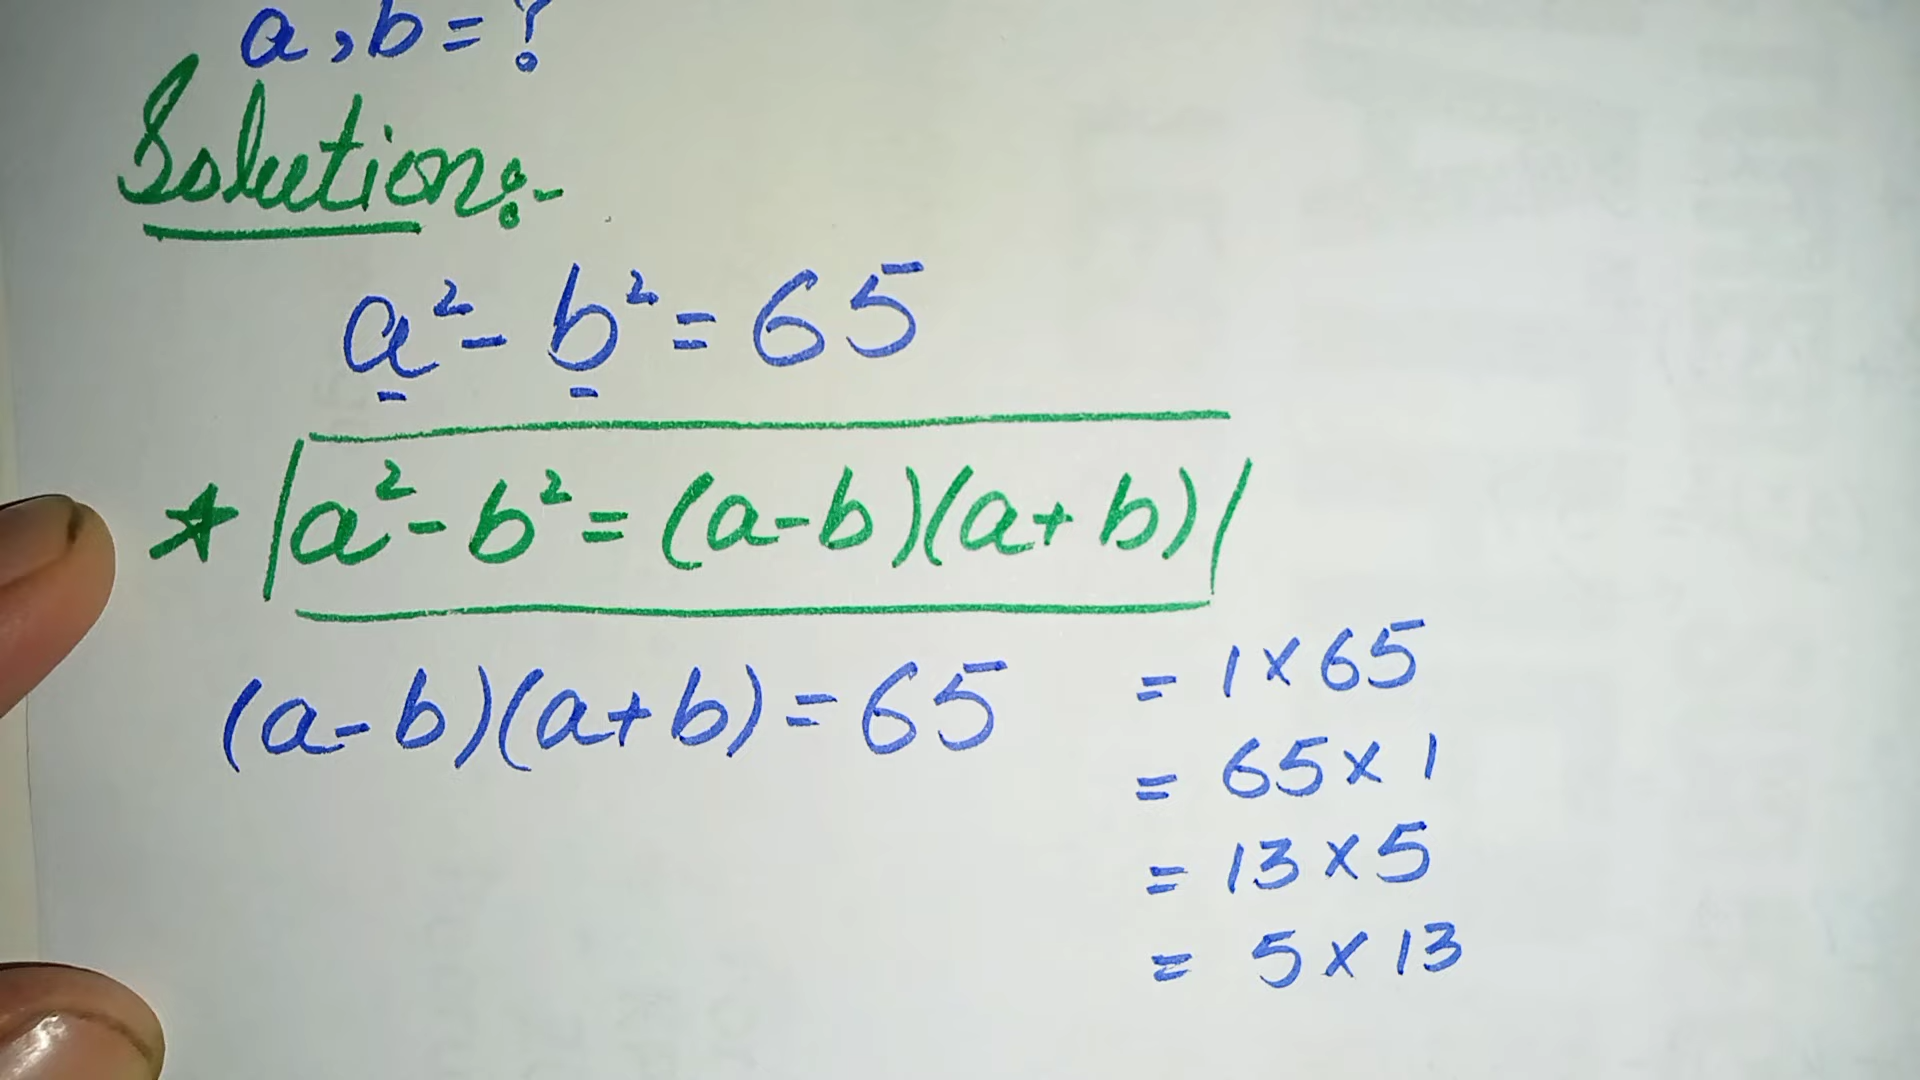 a, b = ?
Solution:-
a² - b² = 65
* a² - b² = (a-b)(a+b)
(a-b)(a+b) = 65
= 1 × 65
= 65 × 1
= 13 × 5
= 5 × 13